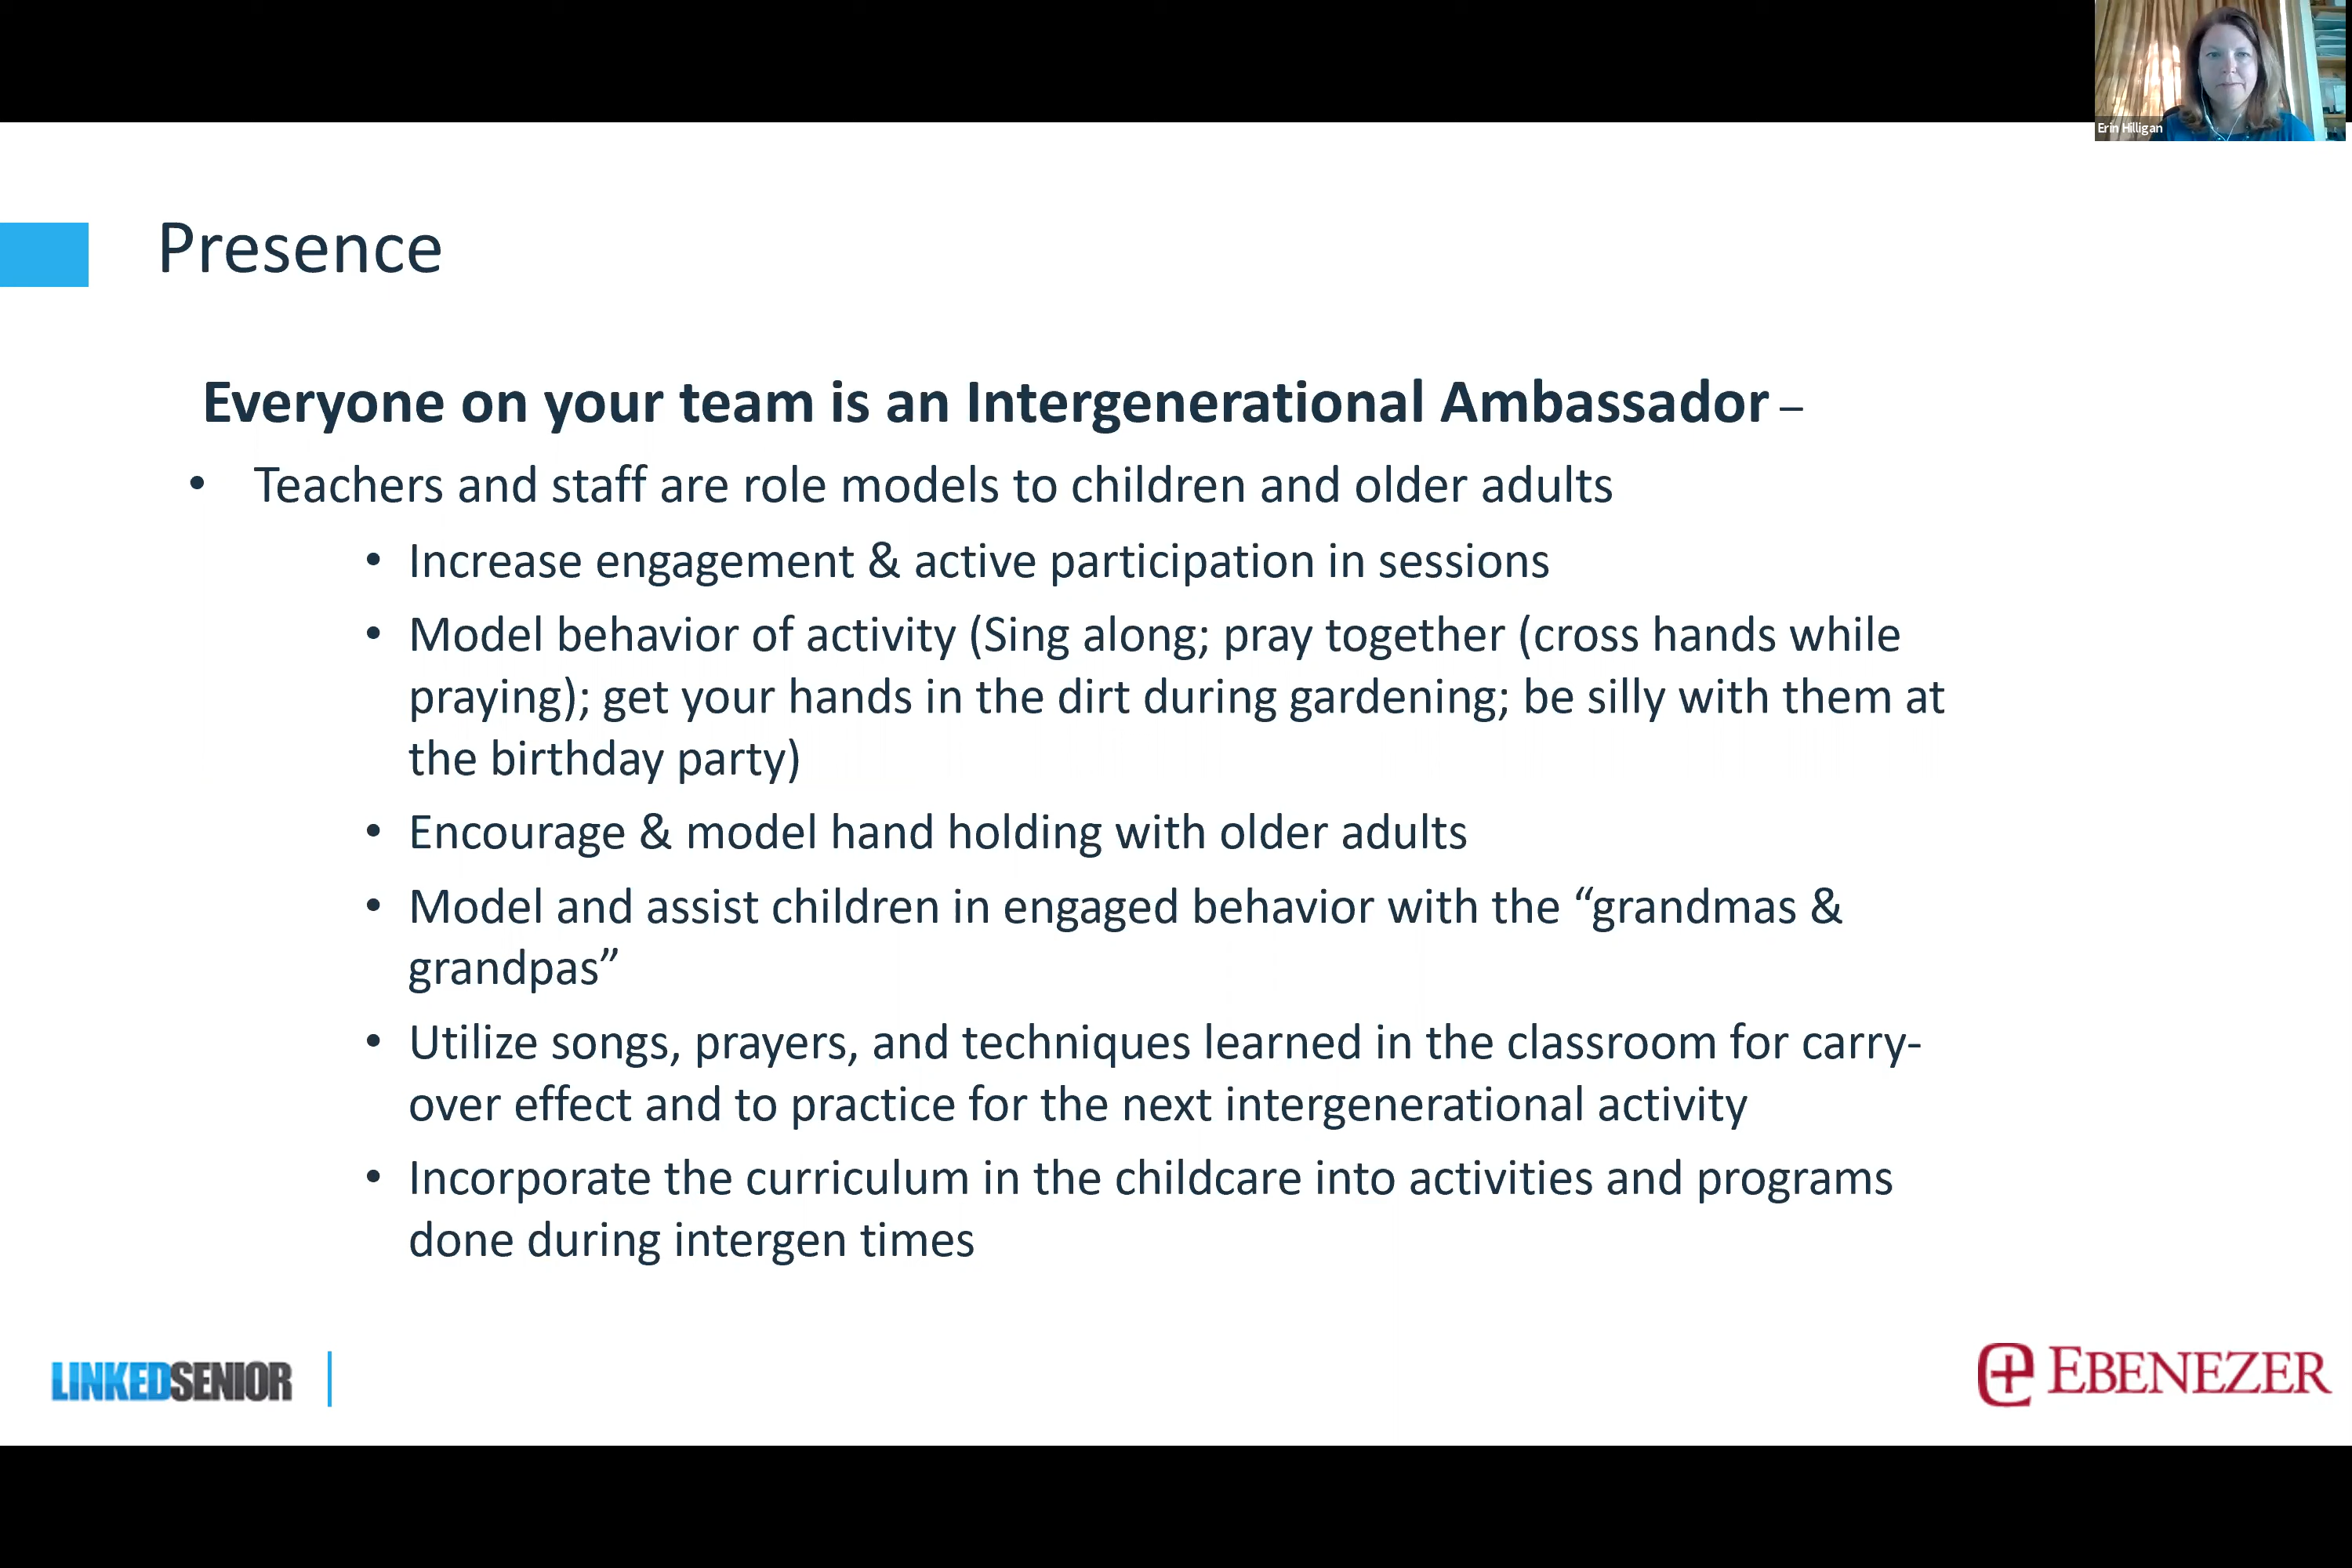 Erin Hilligan
Presence
Everyone on your team is an Intergenerational Ambassador –
• Teachers and staff are role models to children and older adults
• Increase engagement & active participation in sessions
• Model behavior of activity (Sing along; pray together (cross hands while
praying); get your hands in the dirt during gardening; be silly with them at
the birthday party)
• Encourage & model hand holding with older adults
• Model and assist children in engaged behavior with the “grandmas &
grandpas”
• Utilize songs, prayers, and techniques learned in the classroom for carry-
over effect and to practice for the next intergenerational activity
• Incorporate the curriculum in the childcare into activities and programs
done during intergen times
LINKEDSENIOR
EBENEZER